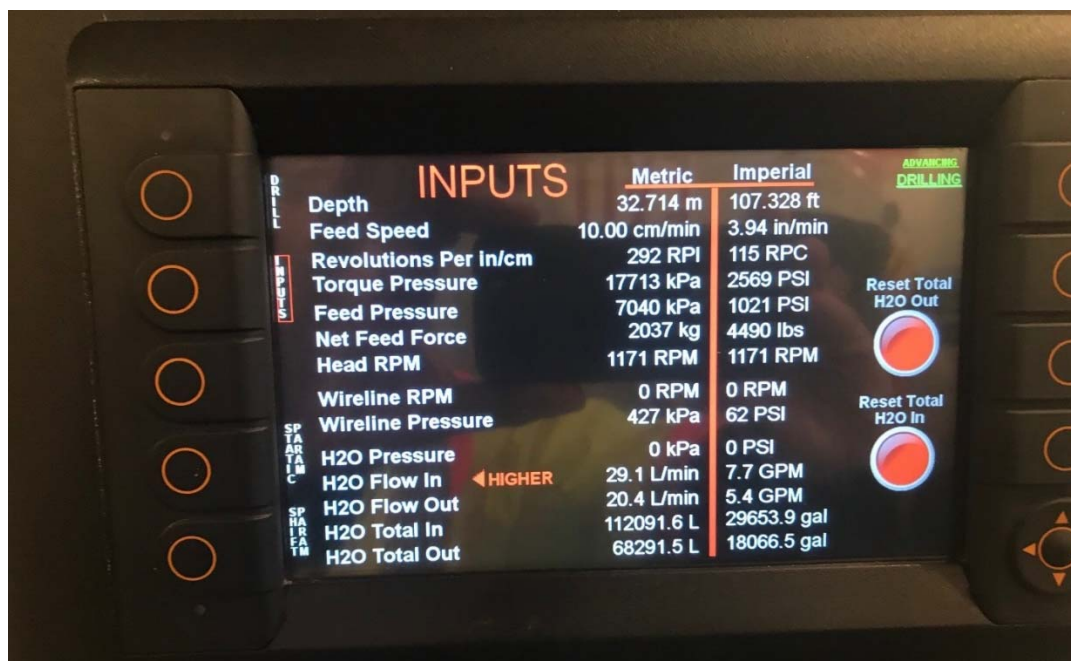 INPUTS Metric Imperial
ADVANCING
DRILLING
DRILL
INPUTS
STATIC PARAM
SHIFT PARAM
Depth 32.714 m 107.328 ft
Feed Speed 10.00 cm/min 3.94 in/min
Revolutions Per in/cm 292 RPI 115 RPC
Torque Pressure 17713 kPa 2569 PSI
Feed Pressure 7040 kPa 1021 PSI
Net Feed Force 2037 kg 4490 lbs
Head RPM 1171 RPM 1171 RPM
Wireline RPM 0 RPM 0 RPM
Wireline Pressure 427 kPa 62 PSI
H2O Pressure 0 kPa 0 PSI
H2O Flow In ◄HIGHER 29.1 L/min 7.7 GPM
H2O Flow Out 20.4 L/min 5.4 GPM
H2O Total In 112091.6 L 29653.9 gal
H2O Total Out 68291.5 L 18066.5 gal
Reset Total
H2O Out
Reset Total
H2O In